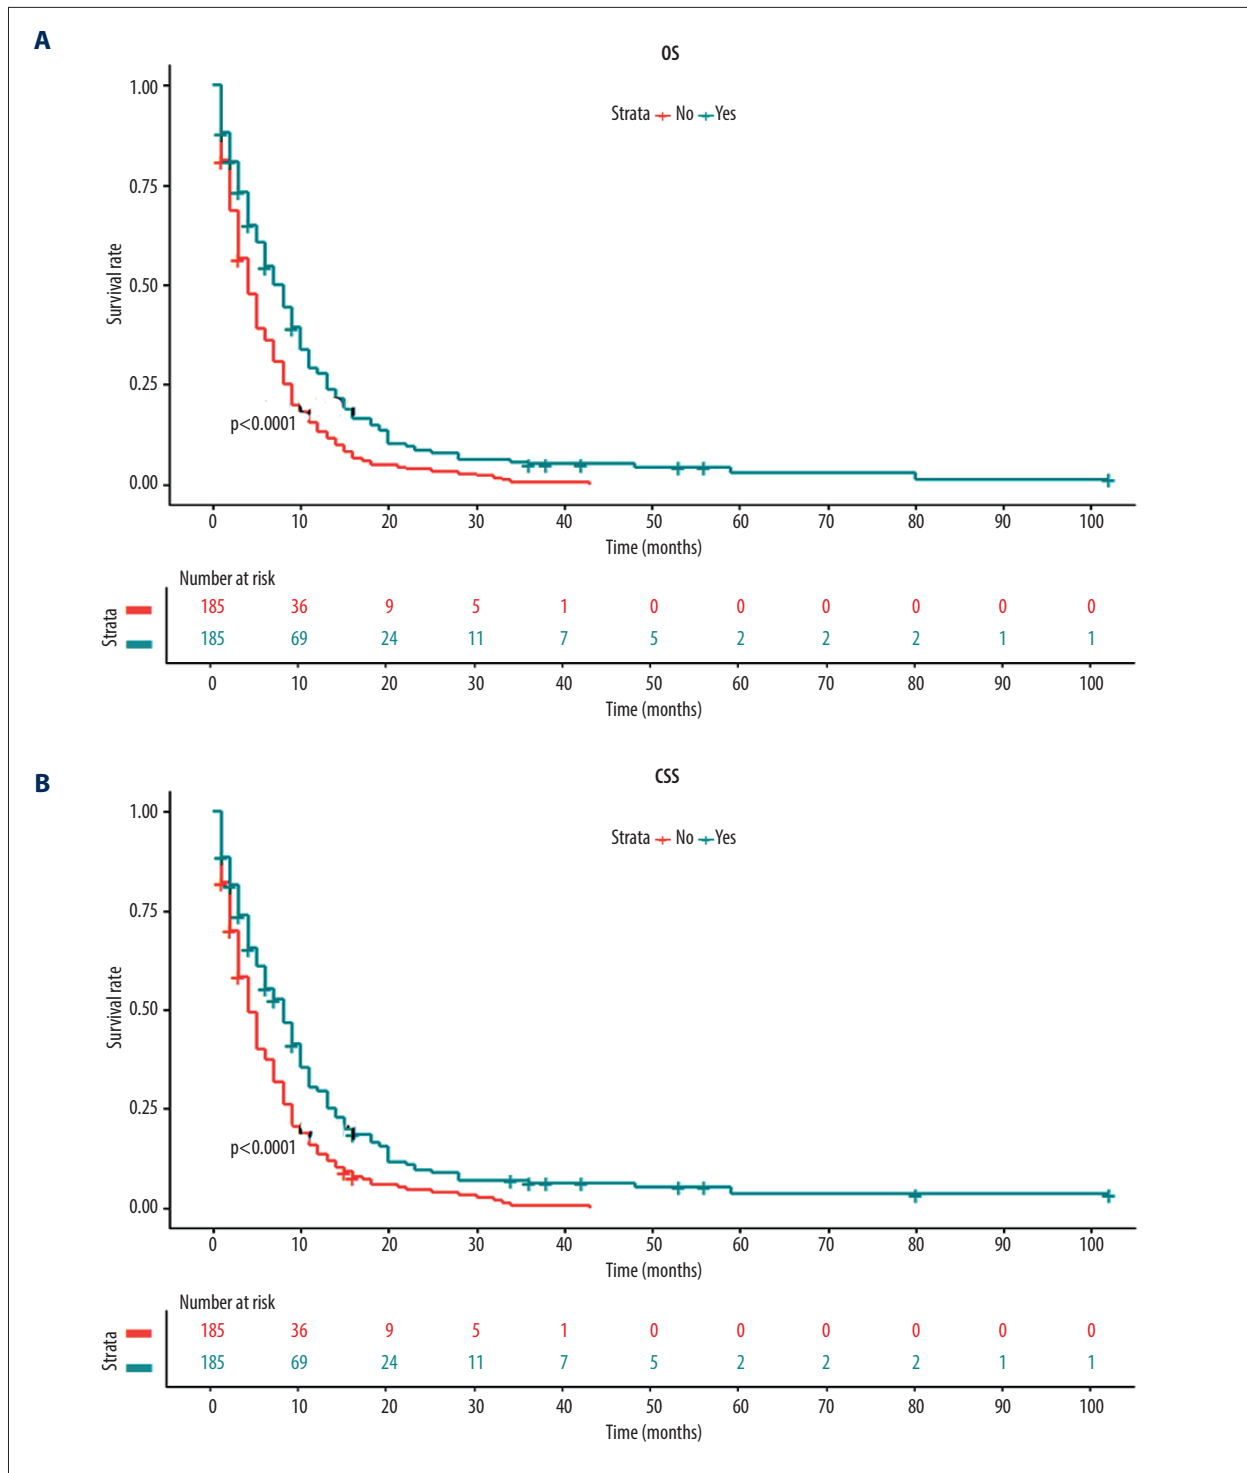 A
OS
Strata No Yes
1.00
0.75
0.50
0.25
0.00
Survival rate
p<0.0001
0 10 20 30 40 50 60 70 80 90 100
Time (months)
Number at risk
Strata
185 36 9 5 1 0 0 0 0 0 0
185 69 24 11 7 5 2 2 2 1 1
0 10 20 30 40 50 60 70 80 90 100
Time (months)
B
CSS
Strata No Yes
1.00
0.75
0.50
0.25
0.00
Survival rate
p<0.0001
0 10 20 30 40 50 60 70 80 90 100
Time (months)
Number at risk
Strata
185 36 9 5 1 0 0 0 0 0 0
185 69 24 11 7 5 2 2 2 1 1
0 10 20 30 40 50 60 70 80 90 100
Time (months)